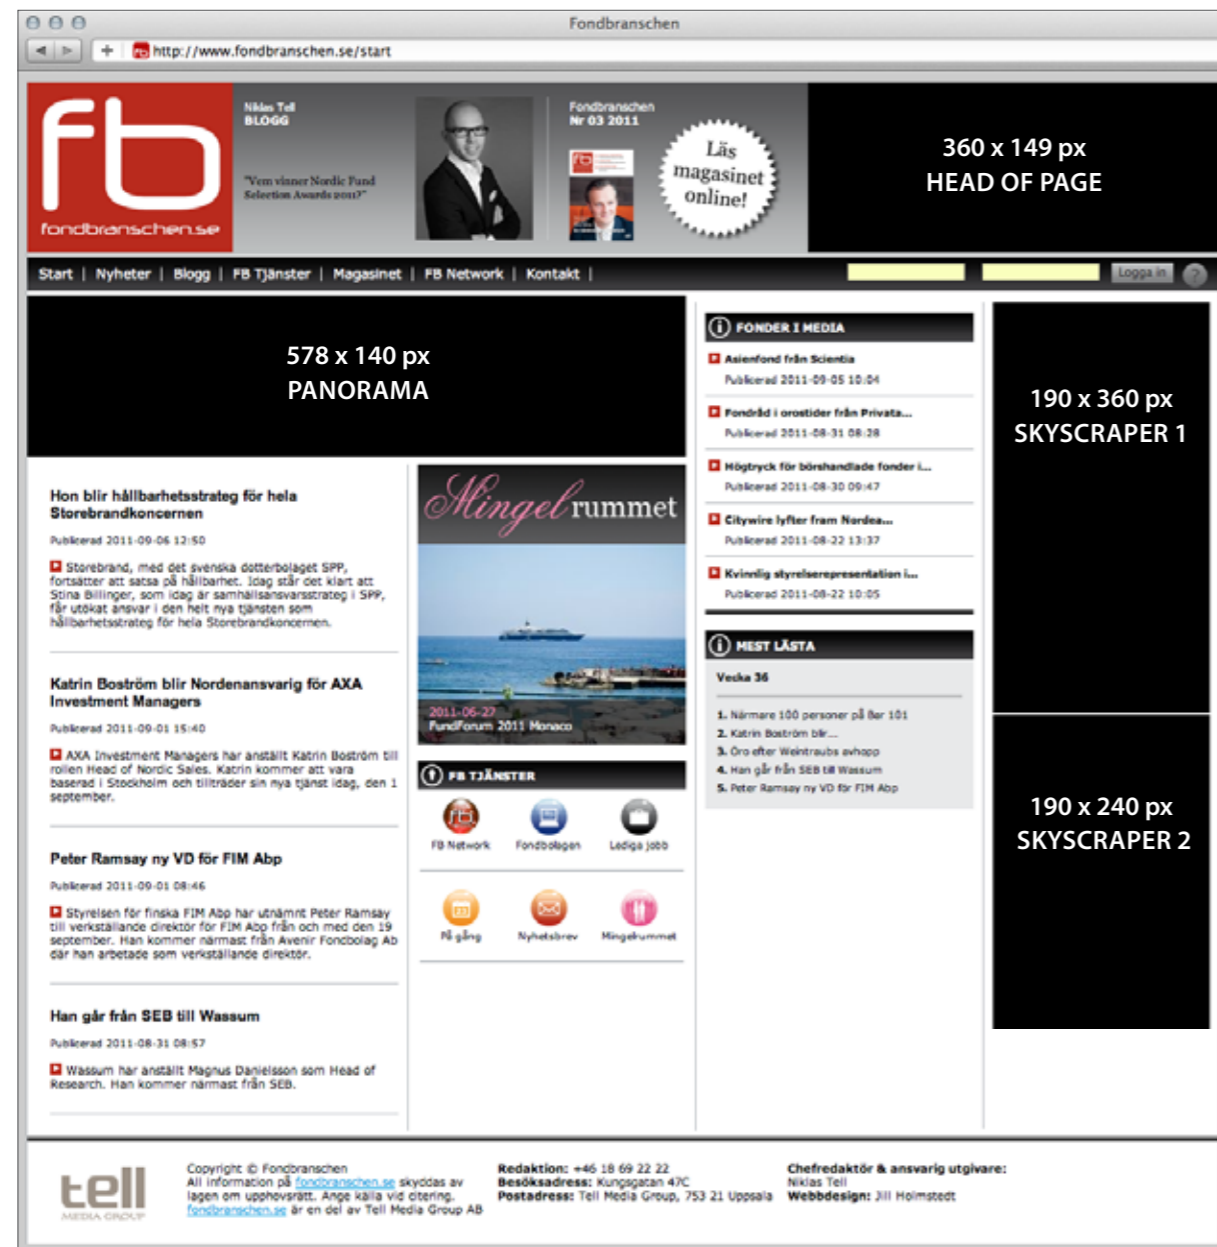 Fondbranschen
http://www.fondbranschen.se/start
fb
fondbranschen.se
Niklas Tell
BLOGG
"Vem vinner Nordic Fund
Selection Awards 2011?"
Fondbranschen
Nr 03 2011
Läs
magasinet
online!
360 x 149 px
HEAD OF PAGE
Start | Nyheter | Blogg | FB Tjänster | Magasinet | FB Network | Kontakt |
Logga in
?
578 x 140 px
PANORAMA
Hon blir hållbarhetsstrateg för hela
Storebrandkoncernen
Publicerad 2011-09-06 12:50
Storebrand, med det svenska dotterbolaget SPP,
fortsätter att satsa på hållbarhet. Idag står det klart att
Stina Billinger, som idag är samhällsansvarsstrateg i SPP,
får utökat ansvar i den helt nya tjänsten som
hållbarhetsstrateg för hela Storebrandkoncernen.
Katrin Boström blir Nordenansvarig för AXA
Investment Managers
Publicerad 2011-09-01 15:40
AXA Investment Managers har anställt Katrin Boström till
rollen Head of Nordic Sales. Katrin kommer att vara
baserad i Stockholm och tillträder sin nya tjänst idag, den 1
september.
Peter Ramsay ny VD för FIM Abp
Publicerad 2011-09-01 08:46
Styrelsen för finska FIM Abp har utnämnt Peter Ramsay
till verkställande direktör för FIM Abp från och med den 19
september. Han kommer närmast från Avenir Fondbolag Ab
där han arbetade som verkställande direktör.
Han går från SEB till Wassum
Publicerad 2011-08-31 08:57
Wassum har anställt Magnus Danielsson som Head of
Research. Han kommer närmast från SEB.
Mingelrummet
2011-06-27
FundForum 2011 Monaco
FB TJÄNSTER
FB Network
Fondbolagen
Lediga jobb
På gång
Nyhetsbrev
Mingelrummet
FONDER I MEDIA
Asienfond från Scientia
Publicerad 2011-09-05 10:04
Fondråd i orostider från Privata...
Publicerad 2011-08-31 08:28
Högtryck för börshandlade fonder i...
Publicerad 2011-08-30 09:47
Citywire lyfter fram Nordea...
Publicerad 2011-08-22 13:37
Kvinnlig styrelserepresentation i...
Publicerad 2011-08-22 10:05
MEST LÄSTA
Vecka 36
1. Närmare 100 personer på Bar 101
2. Katrin Boström blir...
3. Oro efter Weintraubs avhopp
4. Han går från SEB till Wassum
5. Peter Ramsay ny VD för FIM Abp
190 x 360 px
SKYSCRAPER 1
190 x 240 px
SKYSCRAPER 2
tell
MEDIA GROUP
Copyright © Fondbranschen
All information på fondbranschen.se skyddas av
lagen om upphovsrätt. Ange källa vid citering.
fondbranschen.se är en del av Tell Media Group AB
Redaktion: +46 18 69 22 22
Besöksadress: Kungsgatan 47C
Postadress: Tell Media Group, 753 21 Uppsala
Chefredaktör & ansvarig utgivare:
Niklas Tell
Webbdesign: Jill Holmstedt